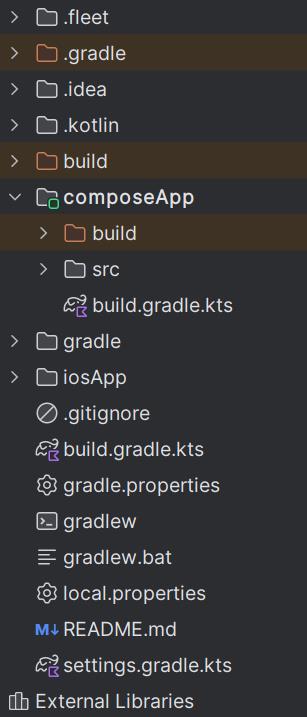 .fleet
.gradle
.idea
.kotlin
build
composeApp
build
src
build.gradle.kts
gradle
iosApp
.gitignore
build.gradle.kts
gradle.properties
gradlew
gradlew.bat
local.properties
M↓ README.md
settings.gradle.kts
External Libraries